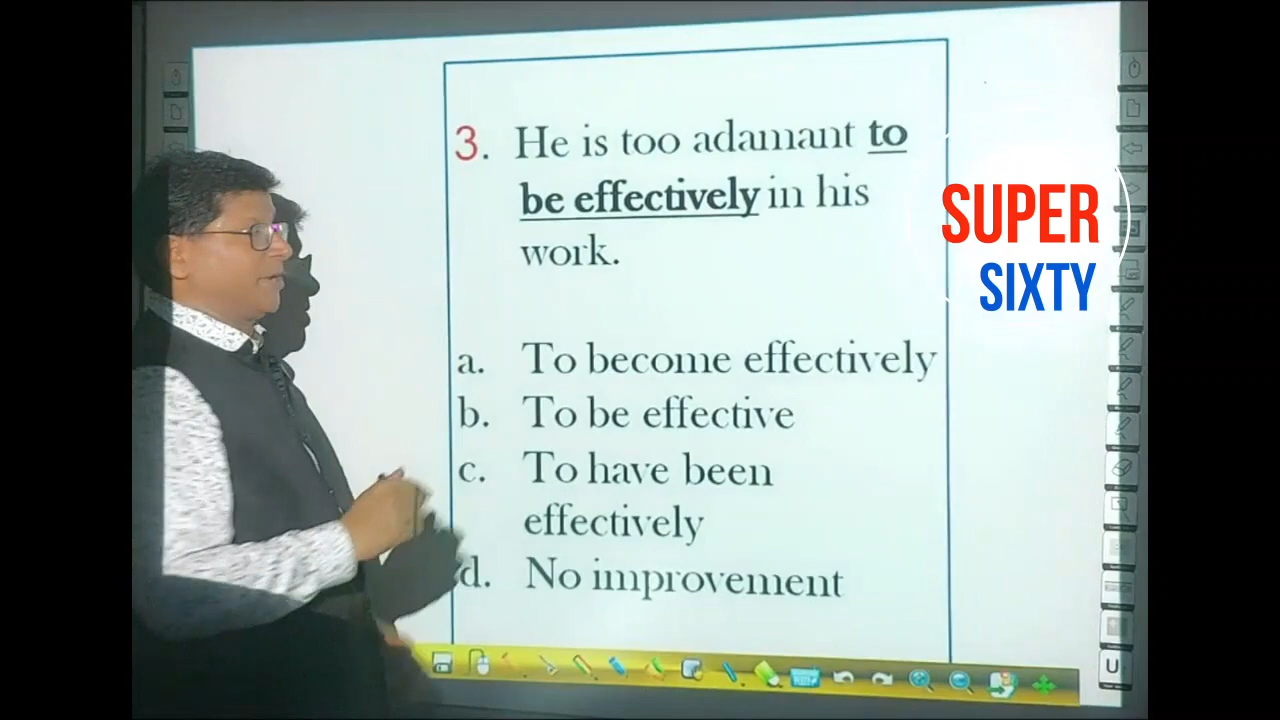 3. He is too adamant to
be effectively in his
work.
a. To become effectively
b. To be effective
c. To have been
effectively
d. No improvement
SUPER
SIXTY
U